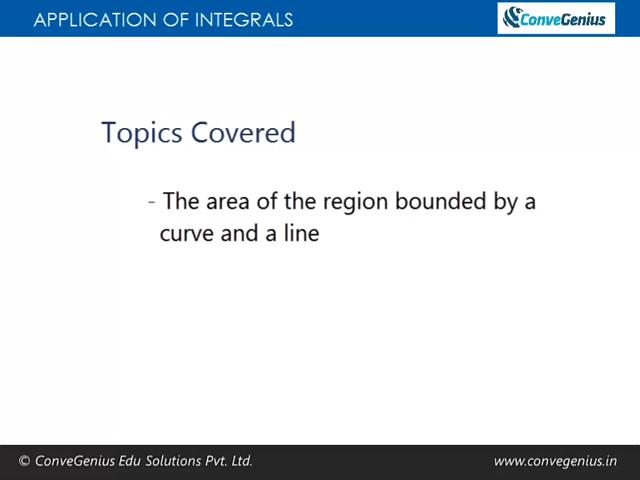 APPLICATION OF INTEGRALS
ConveGenius
Topics Covered
- The area of the region bounded by a
curve and a line
© ConveGenius Edu Solutions Pvt. Ltd.
www.convegenius.in